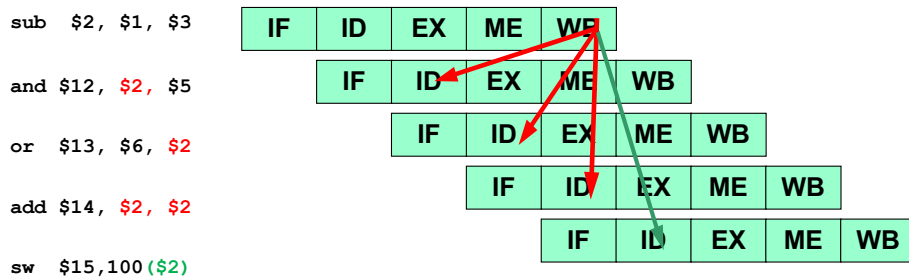 sub $2, $1, $3 IF ID EX ME WB
and $12, $2, $5 IF ID EX ME WB
or $13, $6, $2 IF ID EX ME WB
add $14, $2, $2 IF ID EX ME WB
sw $15,100($2) IF ID EX ME WB